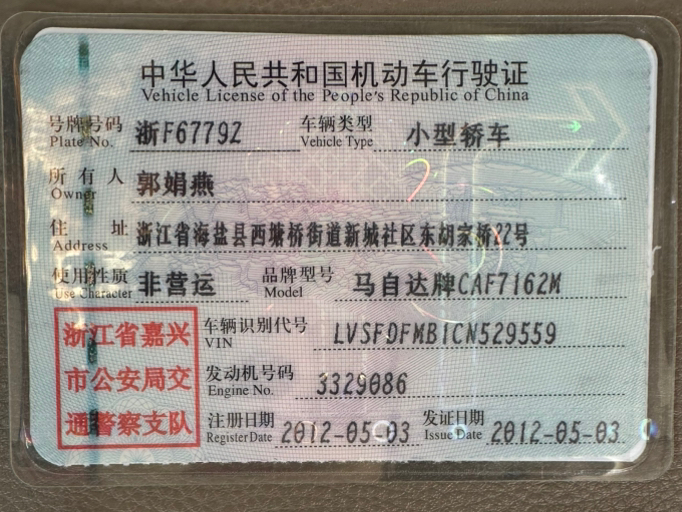 中华人民共和国机动车行驶证
Vehicle License of the People's Republic of China
号牌号码 浙F6779Z 车辆类型 小型轿车
Plate No. Vehicle Type
所有人 郭娟燕
Owner
住址 浙江省海盐县西塘桥街道新城社区东胡家桥22号
Address
使用性质 非营运 品牌型号 马自达牌CAF7162M
Use Character Model
浙江省嘉兴
市公安局交
通警察支队
车辆识别代号 LVSFDFMB1CN529559
VIN
发动机号码 3329086
Engine No.
注册日期 2012-05-03 发证日期 2012-05-03
Register Date Issue Date